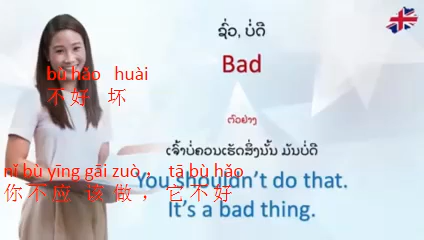 ຊົ່ວ, ບໍ່ດີ
Bad
bù hǎo huài
不 好 坏
ຕົວຢ່າງ
ເຈົ້າບໍ່ຄວນເຮັດສິ່ງນັ້ນ ມັນບໍ່ດີ
nǐ bù yīng gāi zuò ， tā bù hǎo
你 不 应 该 做 ， 它 不 好
You shouldn't do that.
It's a bad thing.